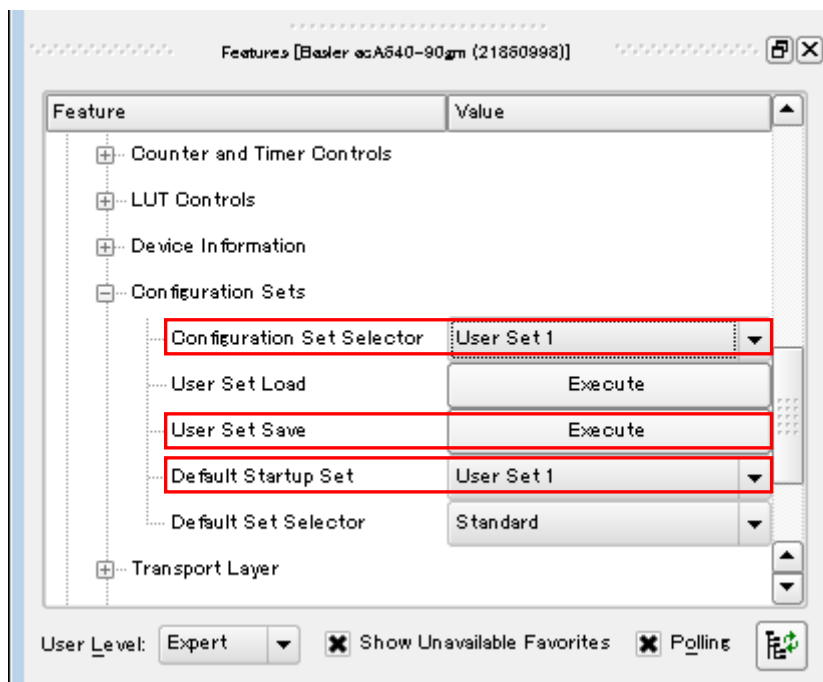 Features [Basler acA640-90gm (21850998)]
Feature Value
Counter and Timer Controls
LUT Controls
Device Information
Configuration Sets
Configuration Set Selector User Set 1
User Set Load Execute
User Set Save Execute
Default Startup Set User Set 1
Default Set Selector Standard
Transport Layer
User Level: Expert Show Unavailable Favorites Polling